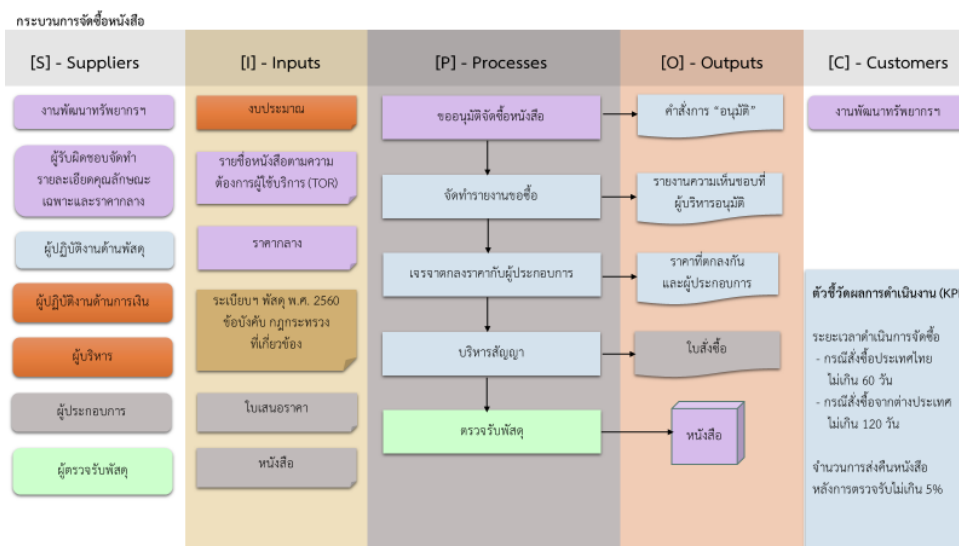 กระบวนการจัดซื้อหนังสือ
[S] - Suppliers
[I] - Inputs
[P] - Processes
[O] - Outputs
[C] - Customers
งานพัฒนาทรัพยากรฯ
ผู้รับผิดชอบจัดทำ
รายละเอียดคุณลักษณะ
เฉพาะและราคากลาง
ผู้ปฏิบัติงานด้านพัสดุ
ผู้ปฏิบัติงานด้านการเงิน
ผู้บริหาร
ผู้ประกอบการ
ผู้ตรวจรับพัสดุ
งบประมาณ
รายชื่อหนังสือตามความ
ต้องการผู้ใช้บริการ (TOR)
ราคากลาง
ระเบียบฯ พัสดุ พ.ศ. 2560
ข้อบังคับ กฎกระทรวง
ที่เกี่ยวข้อง
ใบเสนอราคา
หนังสือ
ขออนุมัติจัดซื้อหนังสือ
จัดทำรายงานขอซื้อ
เจรจาตกลงราคากับผู้ประกอบการ
บริหารสัญญา
ตรวจรับพัสดุ
คำสั่งการ “อนุมัติ”
รายงานความเห็นชอบที่
ผู้บริหารอนุมัติ
ราคาที่ตกลงกัน
และผู้ประกอบการ
ใบสั่งซื้อ
หนังสือ
งานพัฒนาทรัพยากรฯ
ตัวชี้วัดผลการดำเนินงาน (KPI
ระยะเวลาดำเนินการจัดซื้อ
- กรณีสั่งซื้อประเทศไทย
ไม่เกิน 60 วัน
- กรณีสั่งซื้อจากต่างประเทศ
ไม่เกิน 120 วัน
จำนวนการส่งคืนหนังสือ
หลังการตรวจรับไม่เกิน 5%